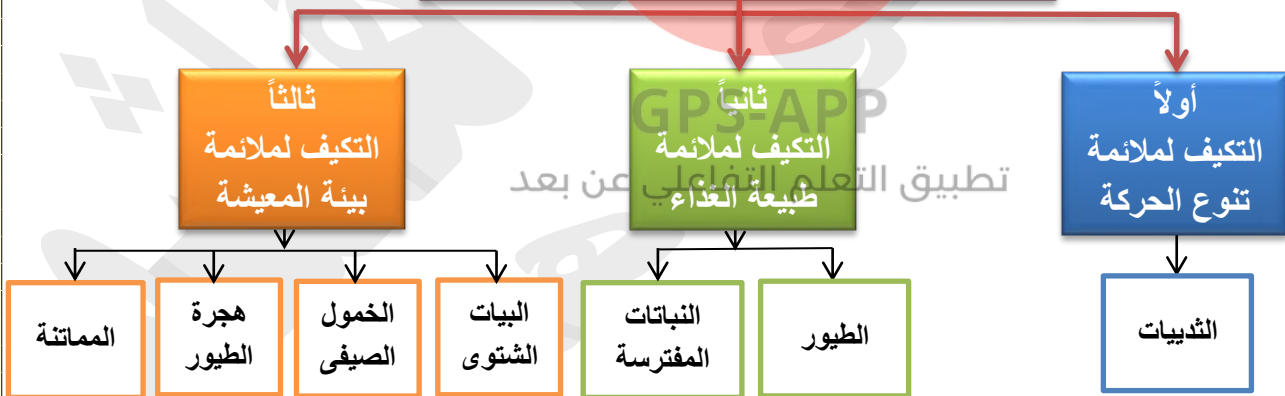 أولاً
التكيف لملائمة
تنوع الحركة
ثانياً
التكيف لملائمة
طبيعة الغذاء
ثالثاً
التكيف لملائمة
بيئة المعيشة
GPS-APP
تطبيق التعلم التفاعلي عن بعد
الثدييات
الطيور
النباتات
المفترسة
البيات
الشتوى
الخمول
الصيفى
هجرة
الطيور
المماتنة